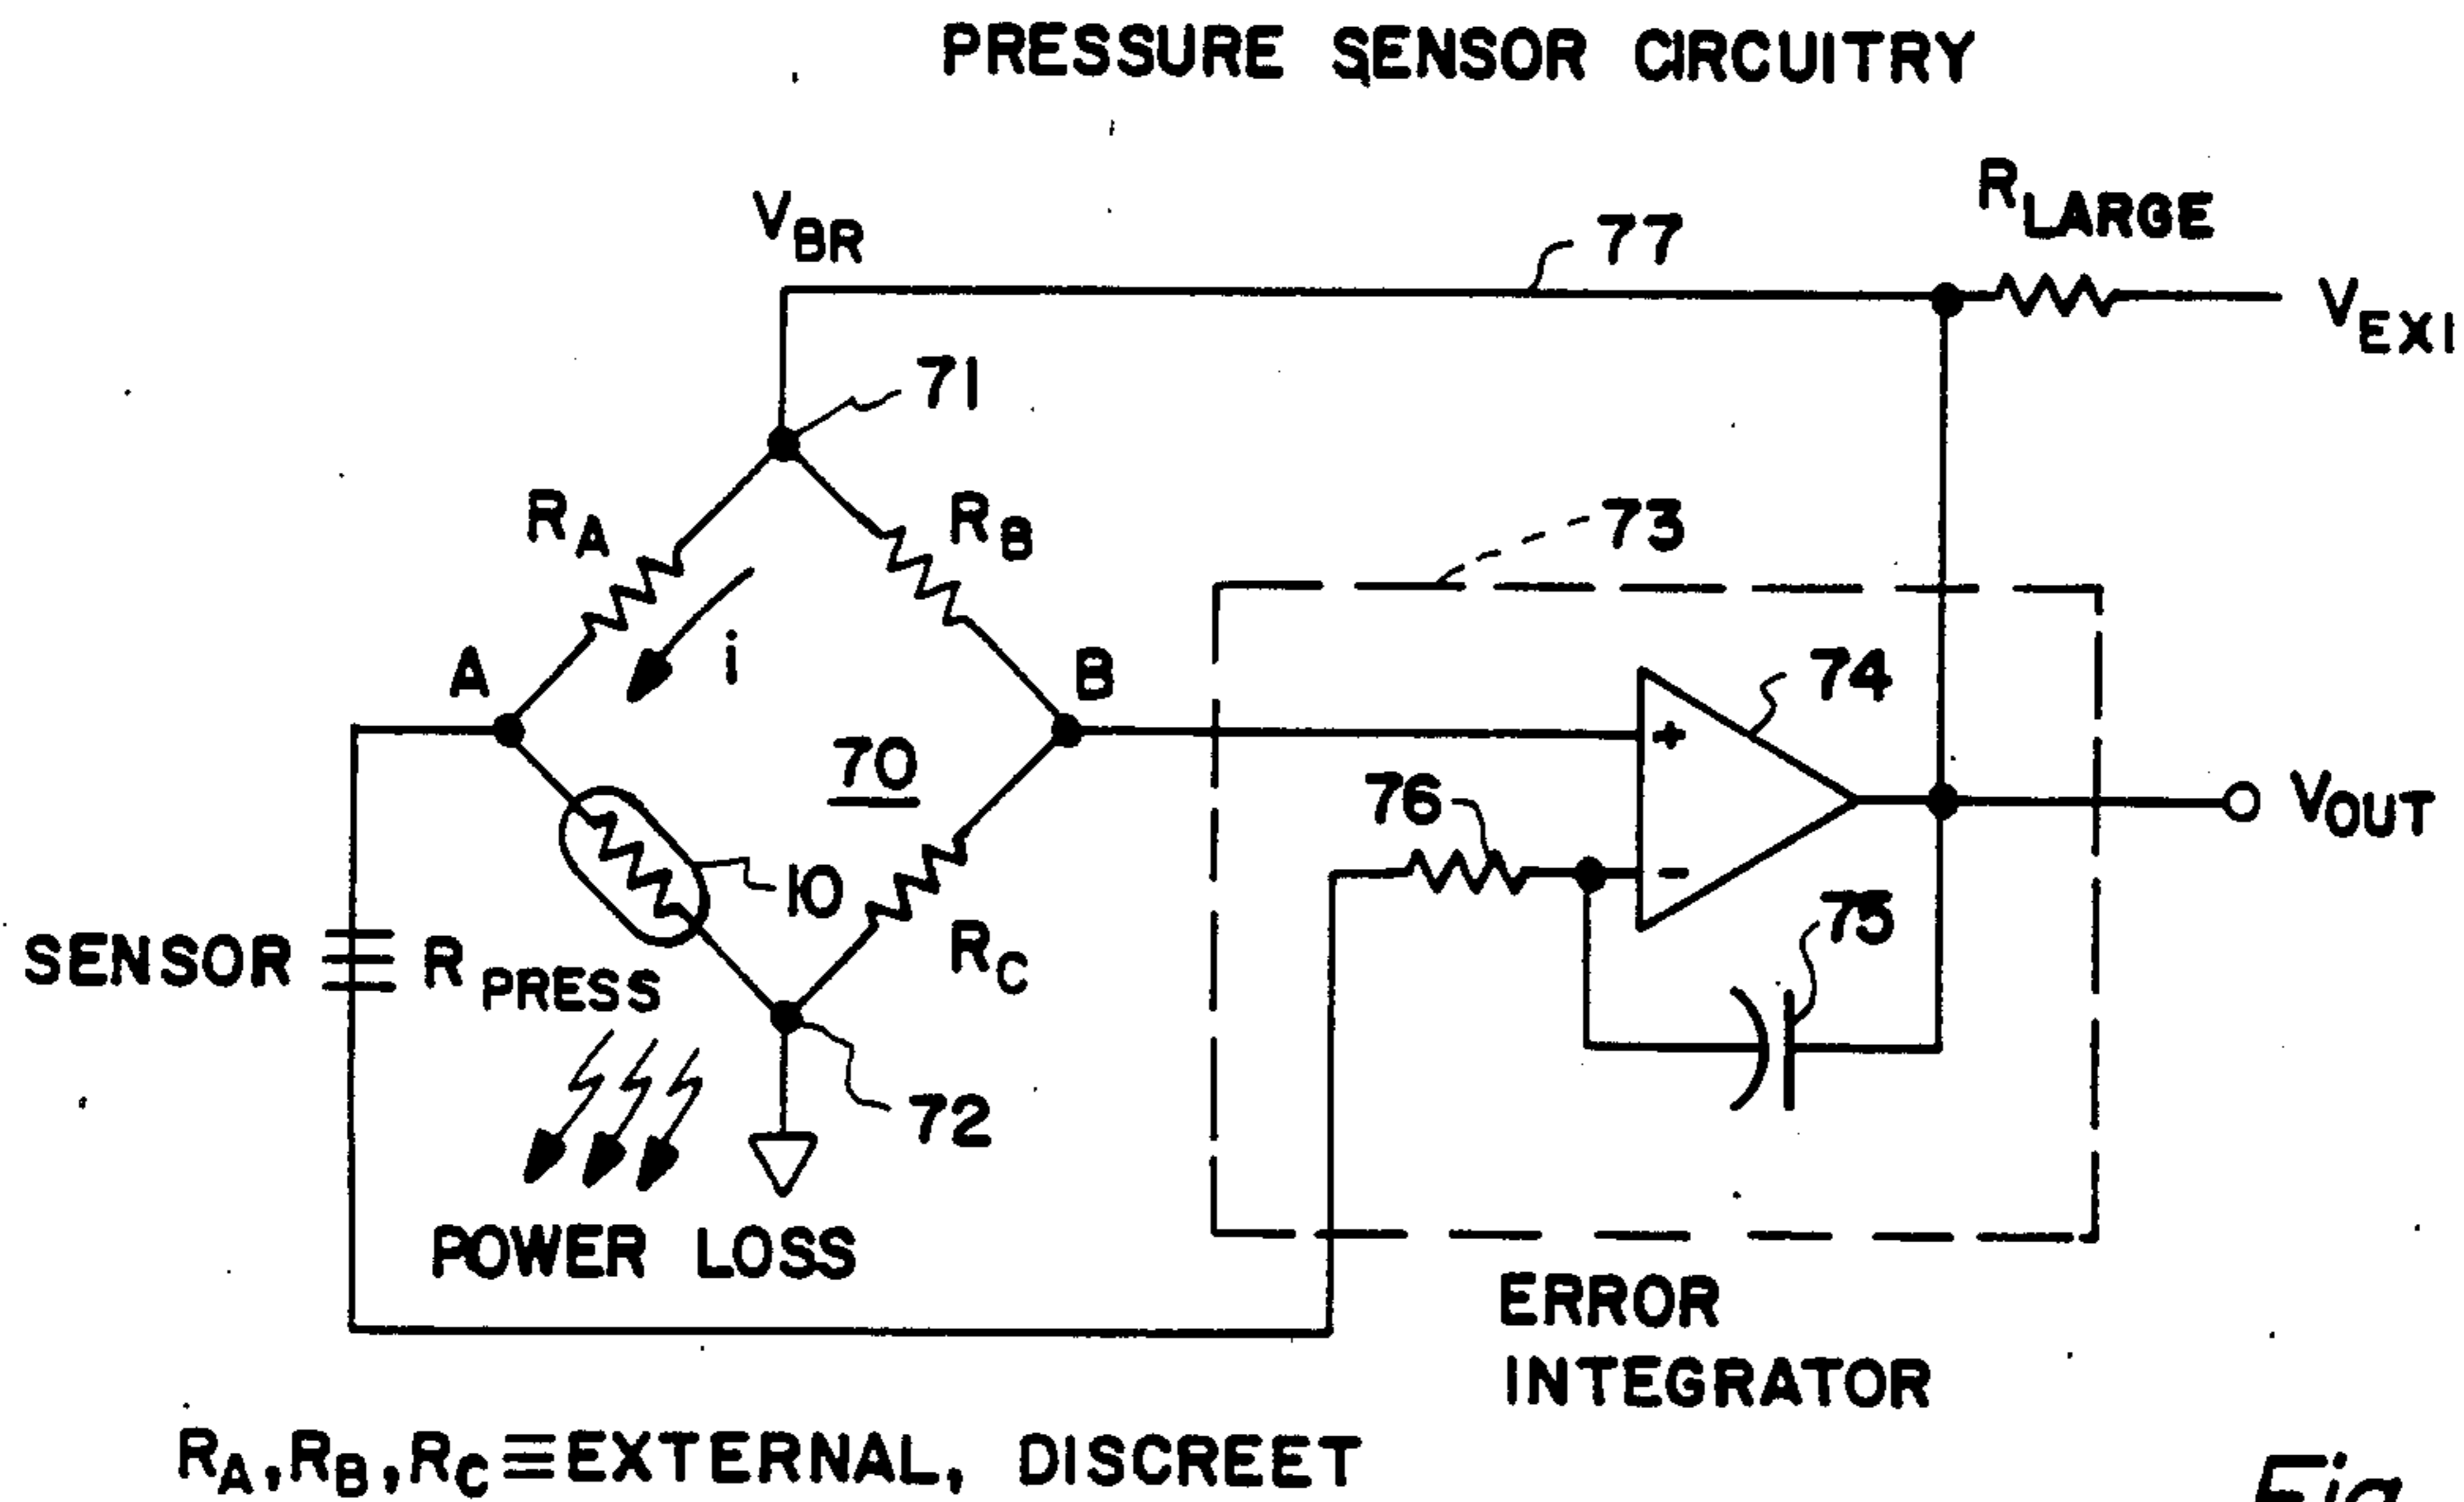 PRESSURE SENSOR CIRCUITRY
RLARGE
VBR
77
VEXI
71
RA
RB
73
i
A
B
74
70
76
VOUT
10
75
SENSOR ≡ R PRESS
RC
72
POWER LOSS
ERROR
INTEGRATOR
RA,RB,RC≡EXTERNAL, DISCREET
+
-